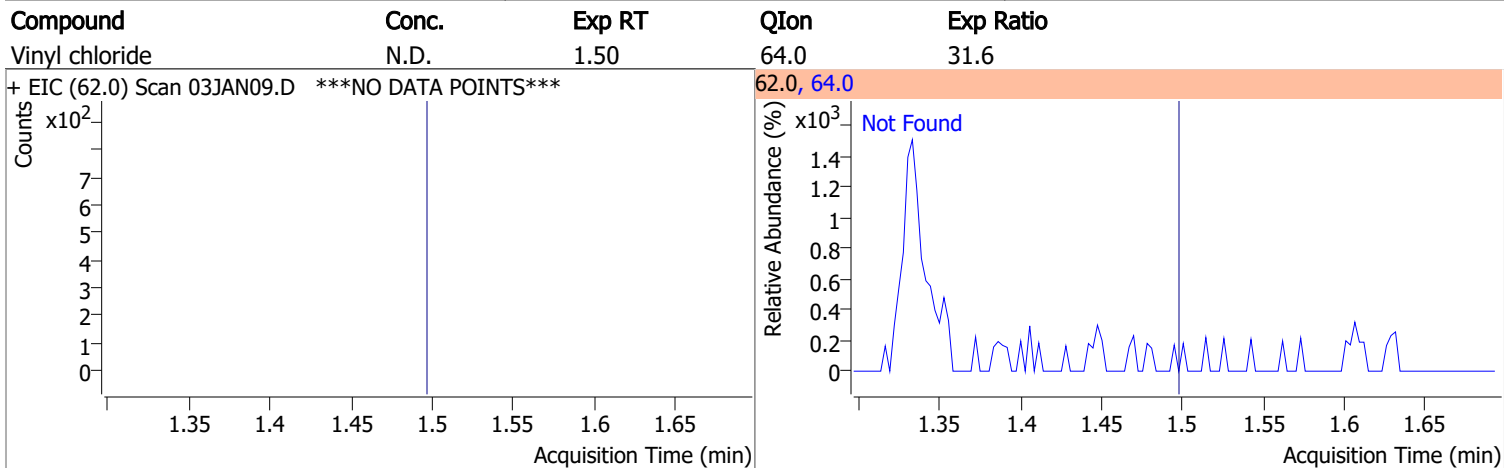 Compound Conc. Exp RT QIon Exp Ratio
Vinyl chloride N.D. 1.50 64.0 31.6
+ EIC (62.0) Scan 03JAN09.D ***NO DATA POINTS***
Counts
x10²
7
6
5
4
3
2
1
0
1.35 1.4 1.45 1.5 1.55 1.6 1.65
Acquisition Time (min)
62.0, 64.0
Relative Abundance (%)
x10³
Not Found
1.4
1.2
1
0.8
0.6
0.4
0.2
0
1.35 1.4 1.45 1.5 1.55 1.6 1.65
Acquisition Time (min)